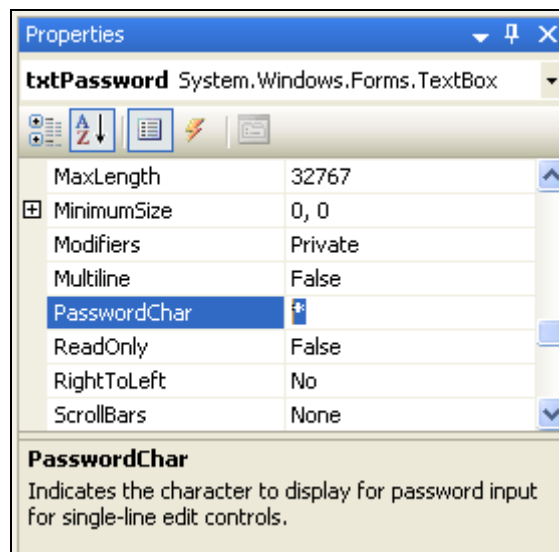 Properties
txtPassword System.Windows.Forms.TextBox
MaxLength 32767
MinimumSize 0, 0
Modifiers Private
Multiline False
PasswordChar *
ReadOnly False
RightToLeft No
ScrollBars None
PasswordChar
Indicates the character to display for password input
for single-line edit controls.